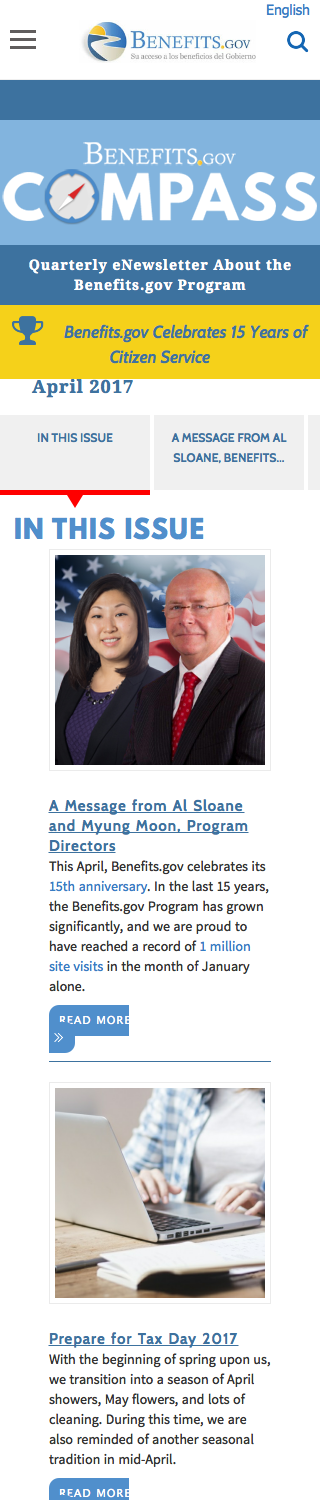 English
BENEFITS.GOV
Su acceso a los beneficios del Gobierno
BENEFITS.GOV
COMPASS
Quarterly eNewsletter About the
Benefits.gov Program
Benefits.gov Celebrates 15 Years of
Citizen Service
April 2017
IN THIS ISSUE
A MESSAGE FROM AL
SLOANE, BENEFITS...
IN THIS ISSUE
A Message from Al Sloane
and Myung Moon, Program
Directors
This April, Benefits.gov celebrates its
15th anniversary. In the last 15 years,
the Benefits.gov Program has grown
significantly, and we are proud to
have reached a record of 1 million
site visits in the month of January
alone.
READ MORE
»
Prepare for Tax Day 2017
With the beginning of spring upon us,
we transition into a season of April
showers, May flowers, and lots of
cleaning. During this time, we are
also reminded of another seasonal
tradition in mid-April.
READ MORE